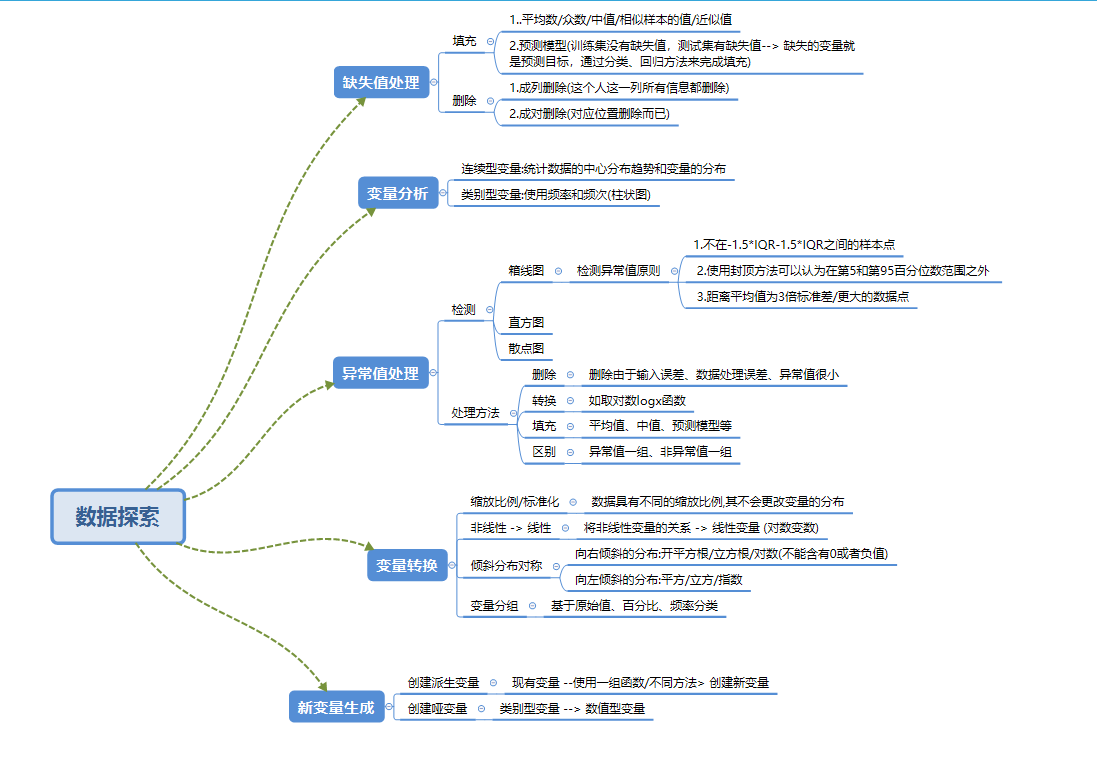 数据探索
缺失值处理
填充
1..平均数/众数/中值/相似样本的值/近似值
2.预测模型(训练集没有缺失值，测试集有缺失值--> 缺失的变量就
是预测目标，通过分类、回归方法来完成填充)
删除
1.成列删除(这个人这一列所有信息都删除)
2.成对删除(对应位置删除而已)
变量分析
连续型变量:统计数据的中心分布趋势和变量的分布
类别型变量:使用频率和频次(柱状图)
异常值处理
检测
箱线图
检测异常值原则
1.不在-1.5*IQR-1.5*IQR之间的样本点
2.使用封顶方法可以认为在第5和第95百分位数范围之外
3.距离平均值为3倍标准差/更大的数据点
直方图
散点图
处理方法
删除
删除由于输入误差、数据处理误差、异常值很小
转换
如取对数logx函数
填充
平均值、中值、预测模型等
区别
异常值一组、非异常值一组
变量转换
缩放比例/标准化
数据具有不同的缩放比例,其不会更改变量的分布
非线性 -> 线性
将非线性变量的关系 -> 线性变量 (对数变数)
倾斜分布对称
向右倾斜的分布:开平方根/立方根/对数(不能含有0或者负值)
向左倾斜的分布:平方/立方/指数
变量分组
基于原始值、百分比、频率分类
新变量生成
创建派生变量
现有变量 --使用一组函数/不同方法> 创建新变量
创建哑变量
类别型变量 --> 数值型变量